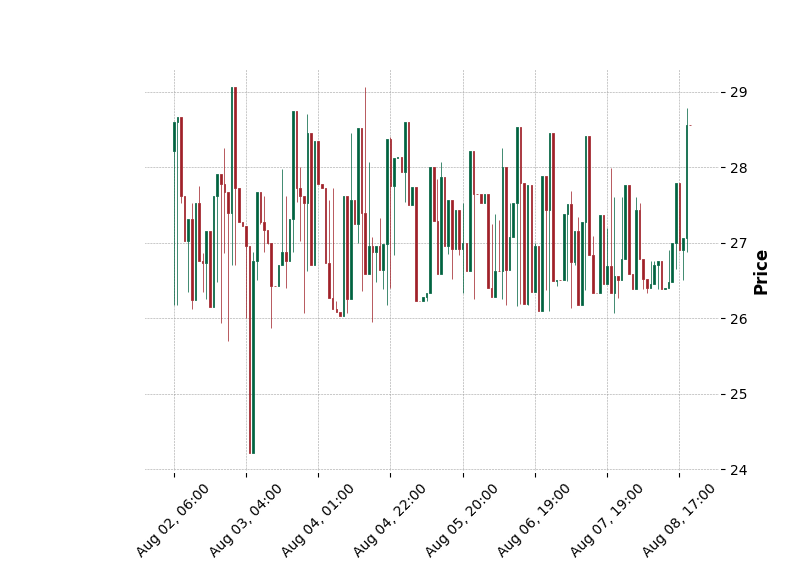 29
28
27
26
25
24
Price
Aug 02, 06:00
Aug 03, 04:00
Aug 04, 01:00
Aug 04, 22:00
Aug 05, 20:00
Aug 06, 19:00
Aug 07, 19:00
Aug 08, 17:00